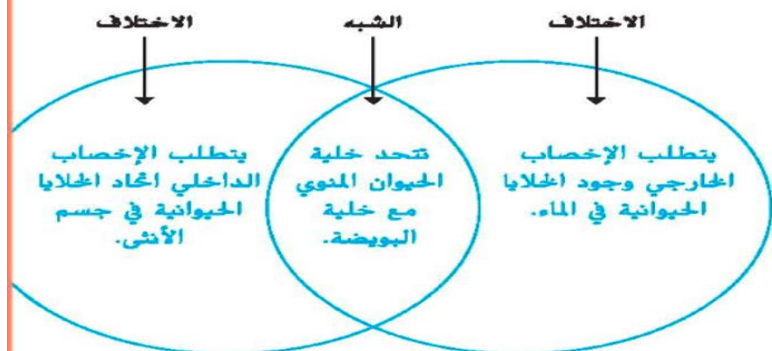 الاختلاف
الشبه
الاختلاف
يتطلب الإخصاب
الخارجي وجود الخلايا
الحيوانية في الماء.
تتحد خلية
الحيوان المنوي
مع خلية
البويضة.
يتطلب الإخصاب
الداخلي اتحاد الخلايا
الحيوانية في جسم
الأنثى.